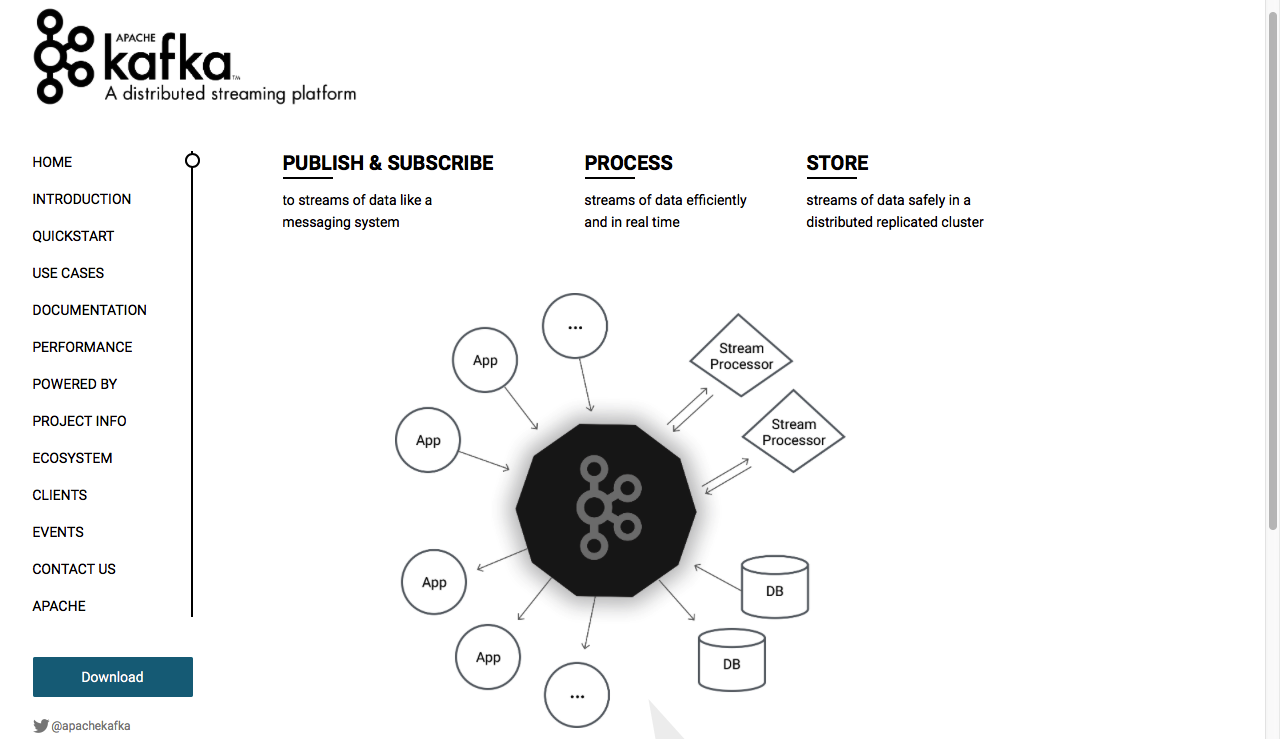 APACHE
kafka™
A distributed streaming platform
HOME
INTRODUCTION
QUICKSTART
USE CASES
DOCUMENTATION
PERFORMANCE
POWERED BY
PROJECT INFO
ECOSYSTEM
CLIENTS
EVENTS
CONTACT US
APACHE
Download
@apachekafka
PUBLISH & SUBSCRIBE
to streams of data like a
messaging system
PROCESS
streams of data efficiently
and in real time
STORE
streams of data safely in a
distributed replicated cluster
...
App
App
Stream
Processor
Stream
Processor
App
App
...
DB
DB